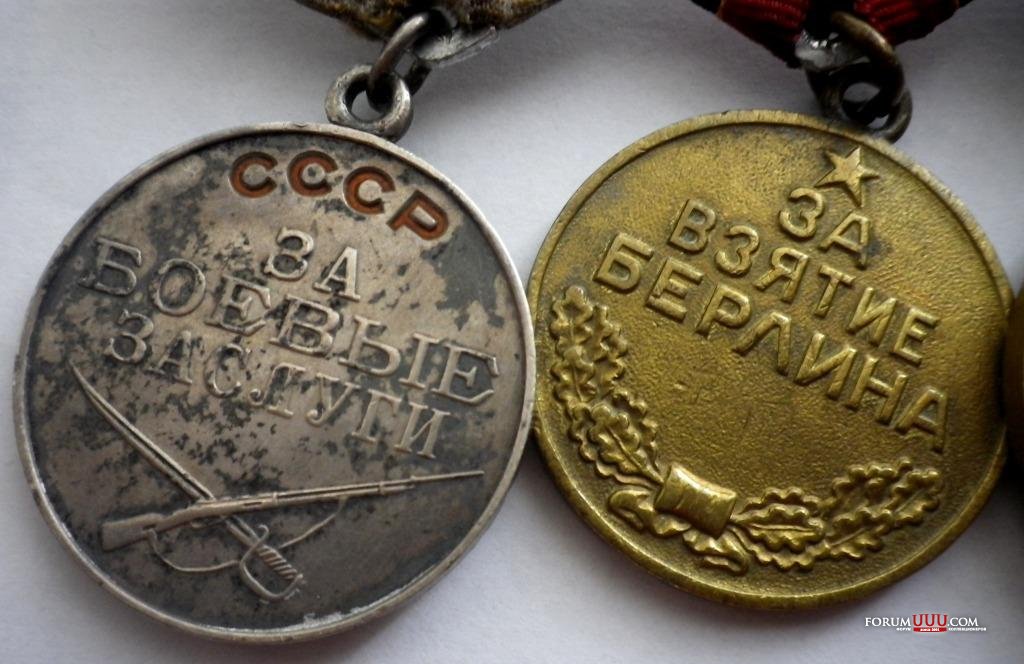 СССР
ЗА
БОЕВЫЕ
ЗАСЛУГИ
ЗА
ВЗЯТИЕ
БЕРЛИНА
FORUMUUU.COM